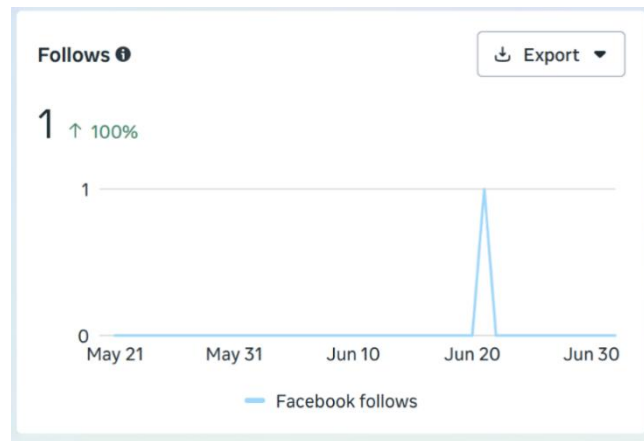 Follows
Export
1 ↑ 100%
1
0
May 21 May 31 Jun 10 Jun 20 Jun 30
Facebook follows